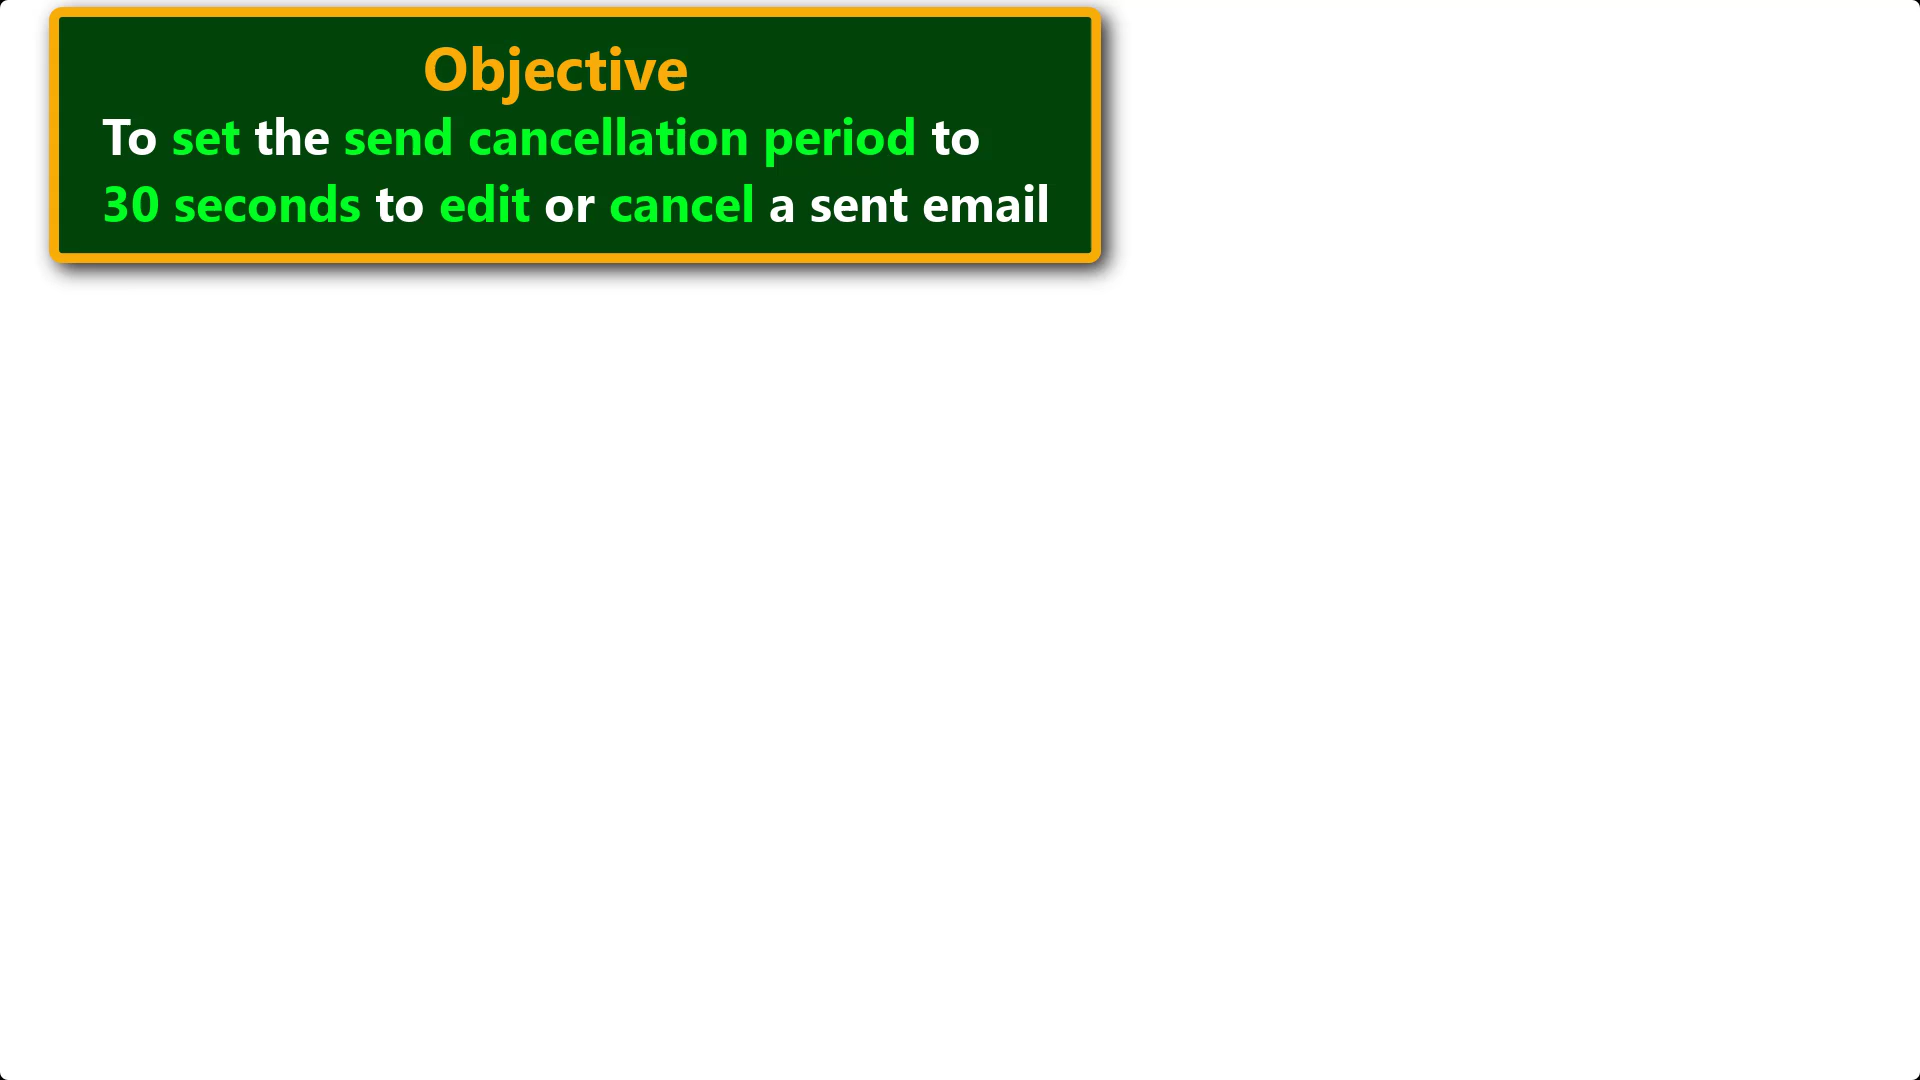 Objective
To set the send cancellation period to
30 seconds to edit or cancel a sent email